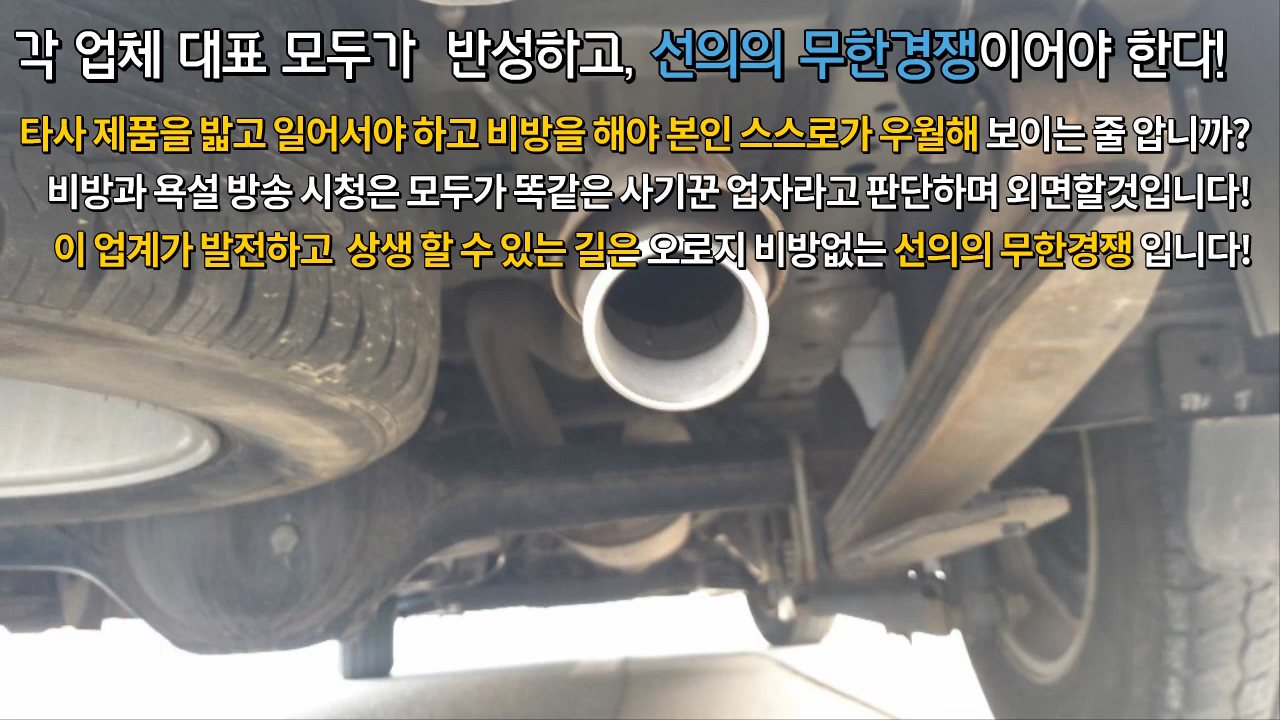 각 업체 대표 모두가 반성하고, 선의의 무한경쟁이어야 한다!
타사 제품을 밟고 일어서야 하고 비방을 해야 본인 스스로가 우월해 보이는 줄 압니까?
비방과 욕설 방송 시청은 모두가 똑같은 사기꾼 업자라고 판단하며 외면할것입니다!
이 업계가 발전하고 상생 할 수 있는 길은 오로지 비방없는 선의의 무한경쟁 입니다!